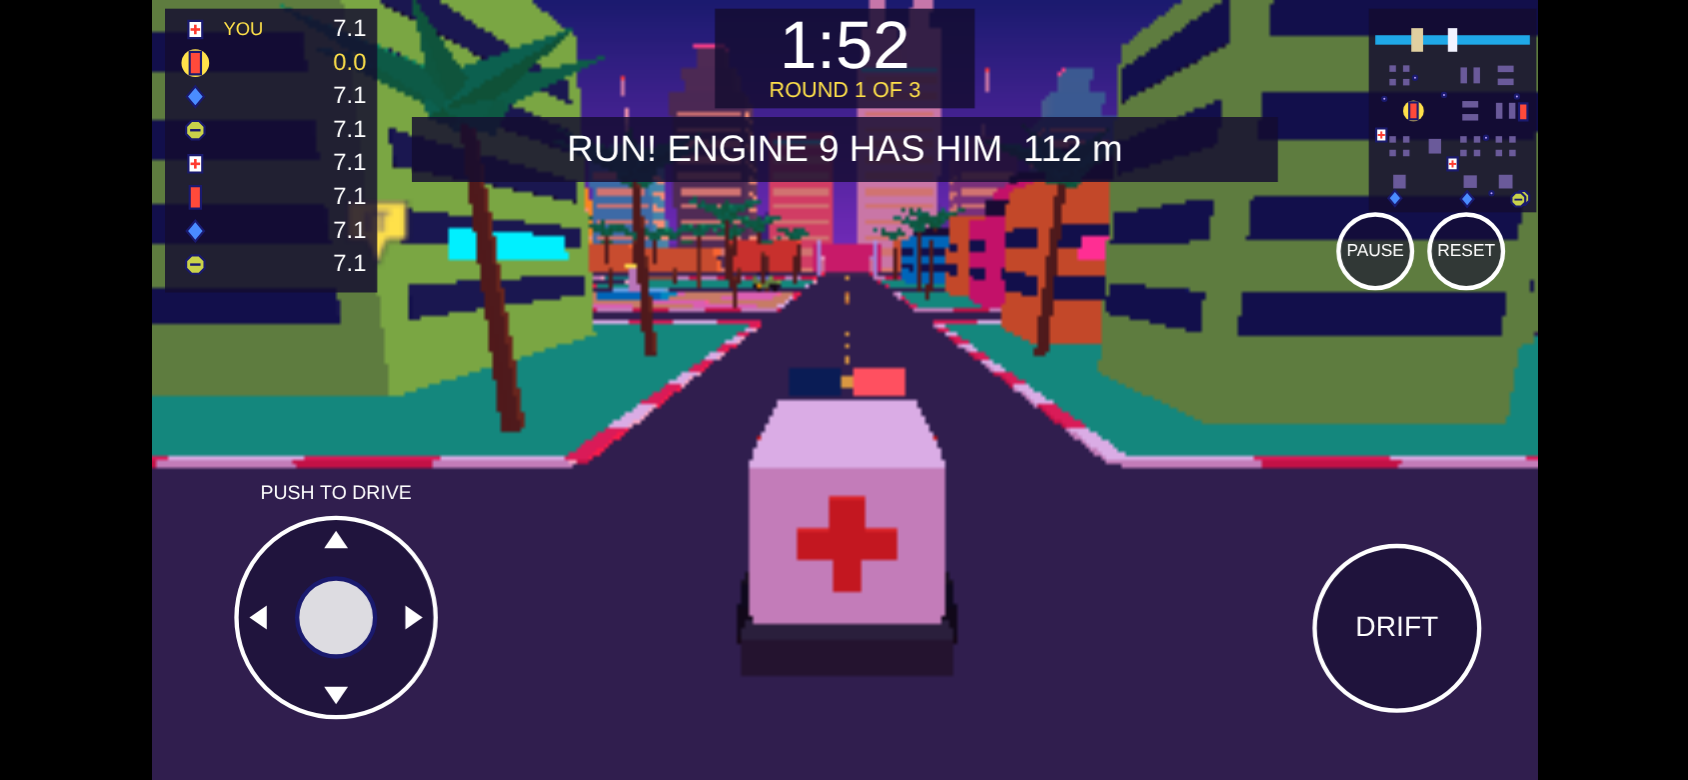 YOU 7.1
0.0
7.1
7.1
7.1
7.1
7.1
7.1
1:52
ROUND 1 OF 3
RUN! ENGINE 9 HAS HIM 112 m
T
PAUSE
RESET
PUSH TO DRIVE
DRIFT